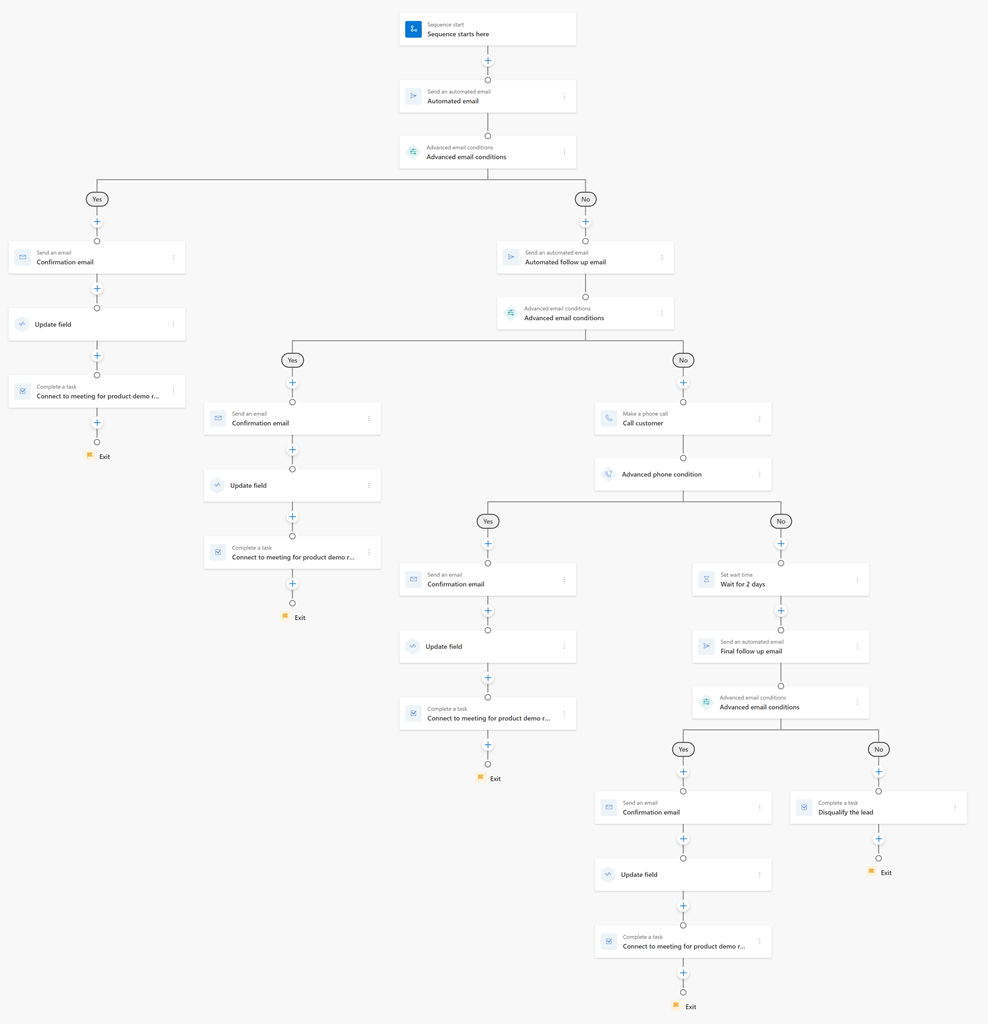 Sequence start
Sequence starts here
Send an automated email
Automated email
Advanced email conditions
Advanced email conditions
Yes
No
Send an email
Confirmation email
Send an automated email
Automated follow up email
Update field
Advanced email conditions
Advanced email conditions
Yes
No
Complete a task
Connect to meeting for product demo r...
Send an email
Confirmation email
Make a phone call
Call customer
Exit
Update field
Advanced phone condition
Yes
No
Complete a task
Connect to meeting for product demo r...
Send an email
Confirmation email
Set wait time
Wait for 2 days
Exit
Update field
Send an automated email
Final follow up email
Complete a task
Connect to meeting for product demo r...
Advanced email conditions
Advanced email conditions
Yes
No
Exit
Send an email
Confirmation email
Complete a task
Disqualify the lead
Update field
Exit
Complete a task
Connect to meeting for product demo r...
Exit